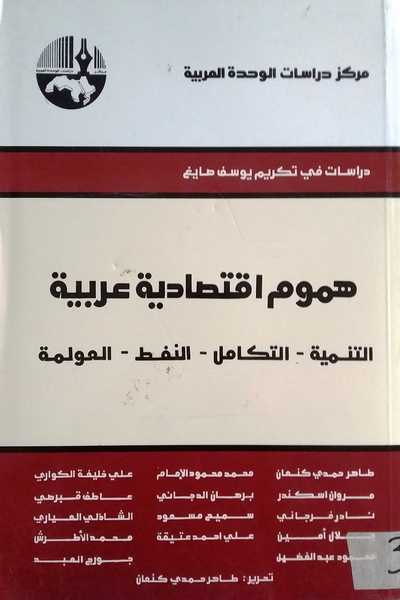 مركز دراسات الوحدة العربية
دراسات في تكريم يوسف صايغ
هموم اقتصادية عربية
التنمية - التكامل - النفط - العولمة
طاهر حمدي كنعان محمد محمود الإمام علي خليفة الكواري
مروان اسكندر برهان الدجاني عاطف قبرصي
نادر فرجاني سميح مسعود الشاذلي العياري
جلال أمين علي احمد عتيقة محمد الأطرش
محمود عبد الفضيل جورج العبد
تحرير: طاهر حمدي كنعان
3